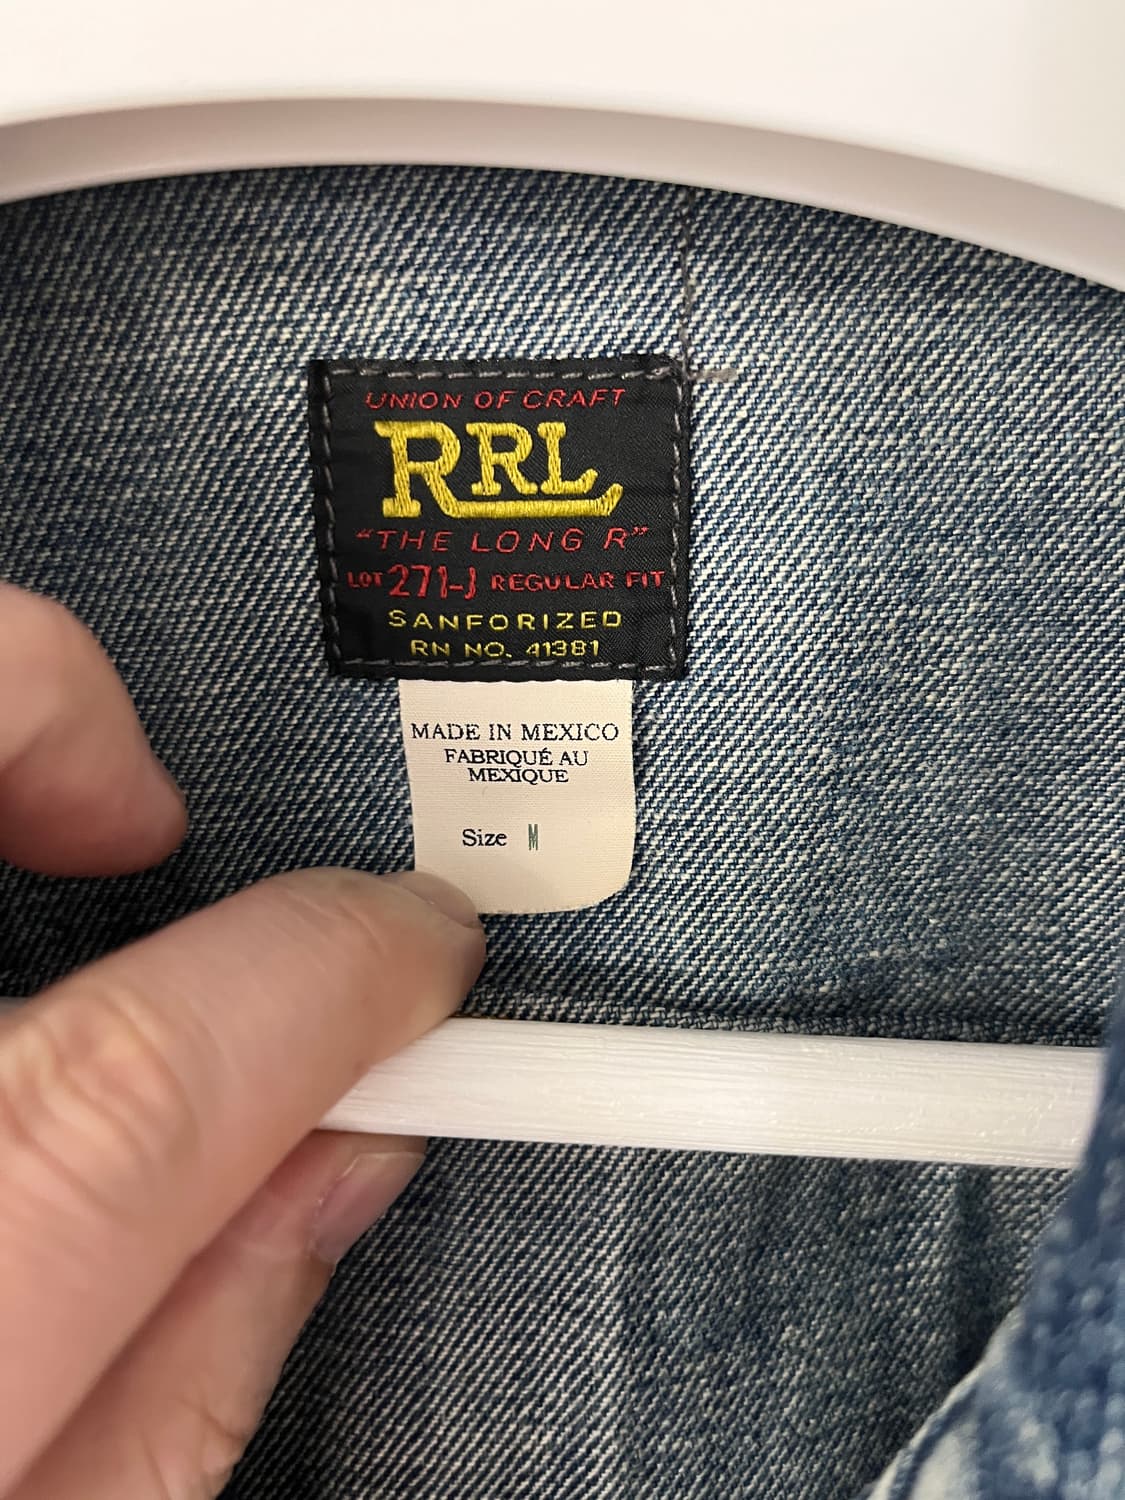 UNION OF CRAFT
RRL
"THE LONG R"
LOT 271-J REGULAR FIT
SANFORIZED
RN NO. 41381
MADE IN MEXICO
FABRIQUÉ AU
MEXIQUE
Size M